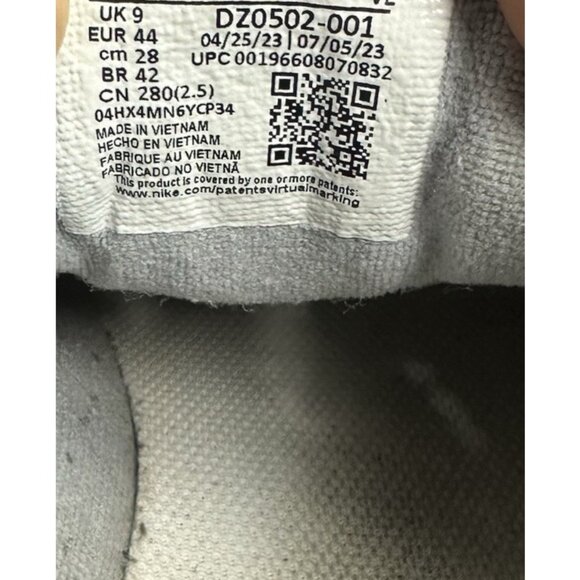 UK 9 DZ0502-001
EUR 44 04/25/23 | 07/05/23
cm 28 UPC 00196608070832
BR 42
CN 280(2.5)
04HX4MN6YCP34
MADE IN VIETNAM
HECHO EN VIETNAM
FABRIQUE AU VIETNAM
FABRICADO NO VIETNÃ
This product is covered by one or more patents:
www.nike.com/patentsvirtualmarking